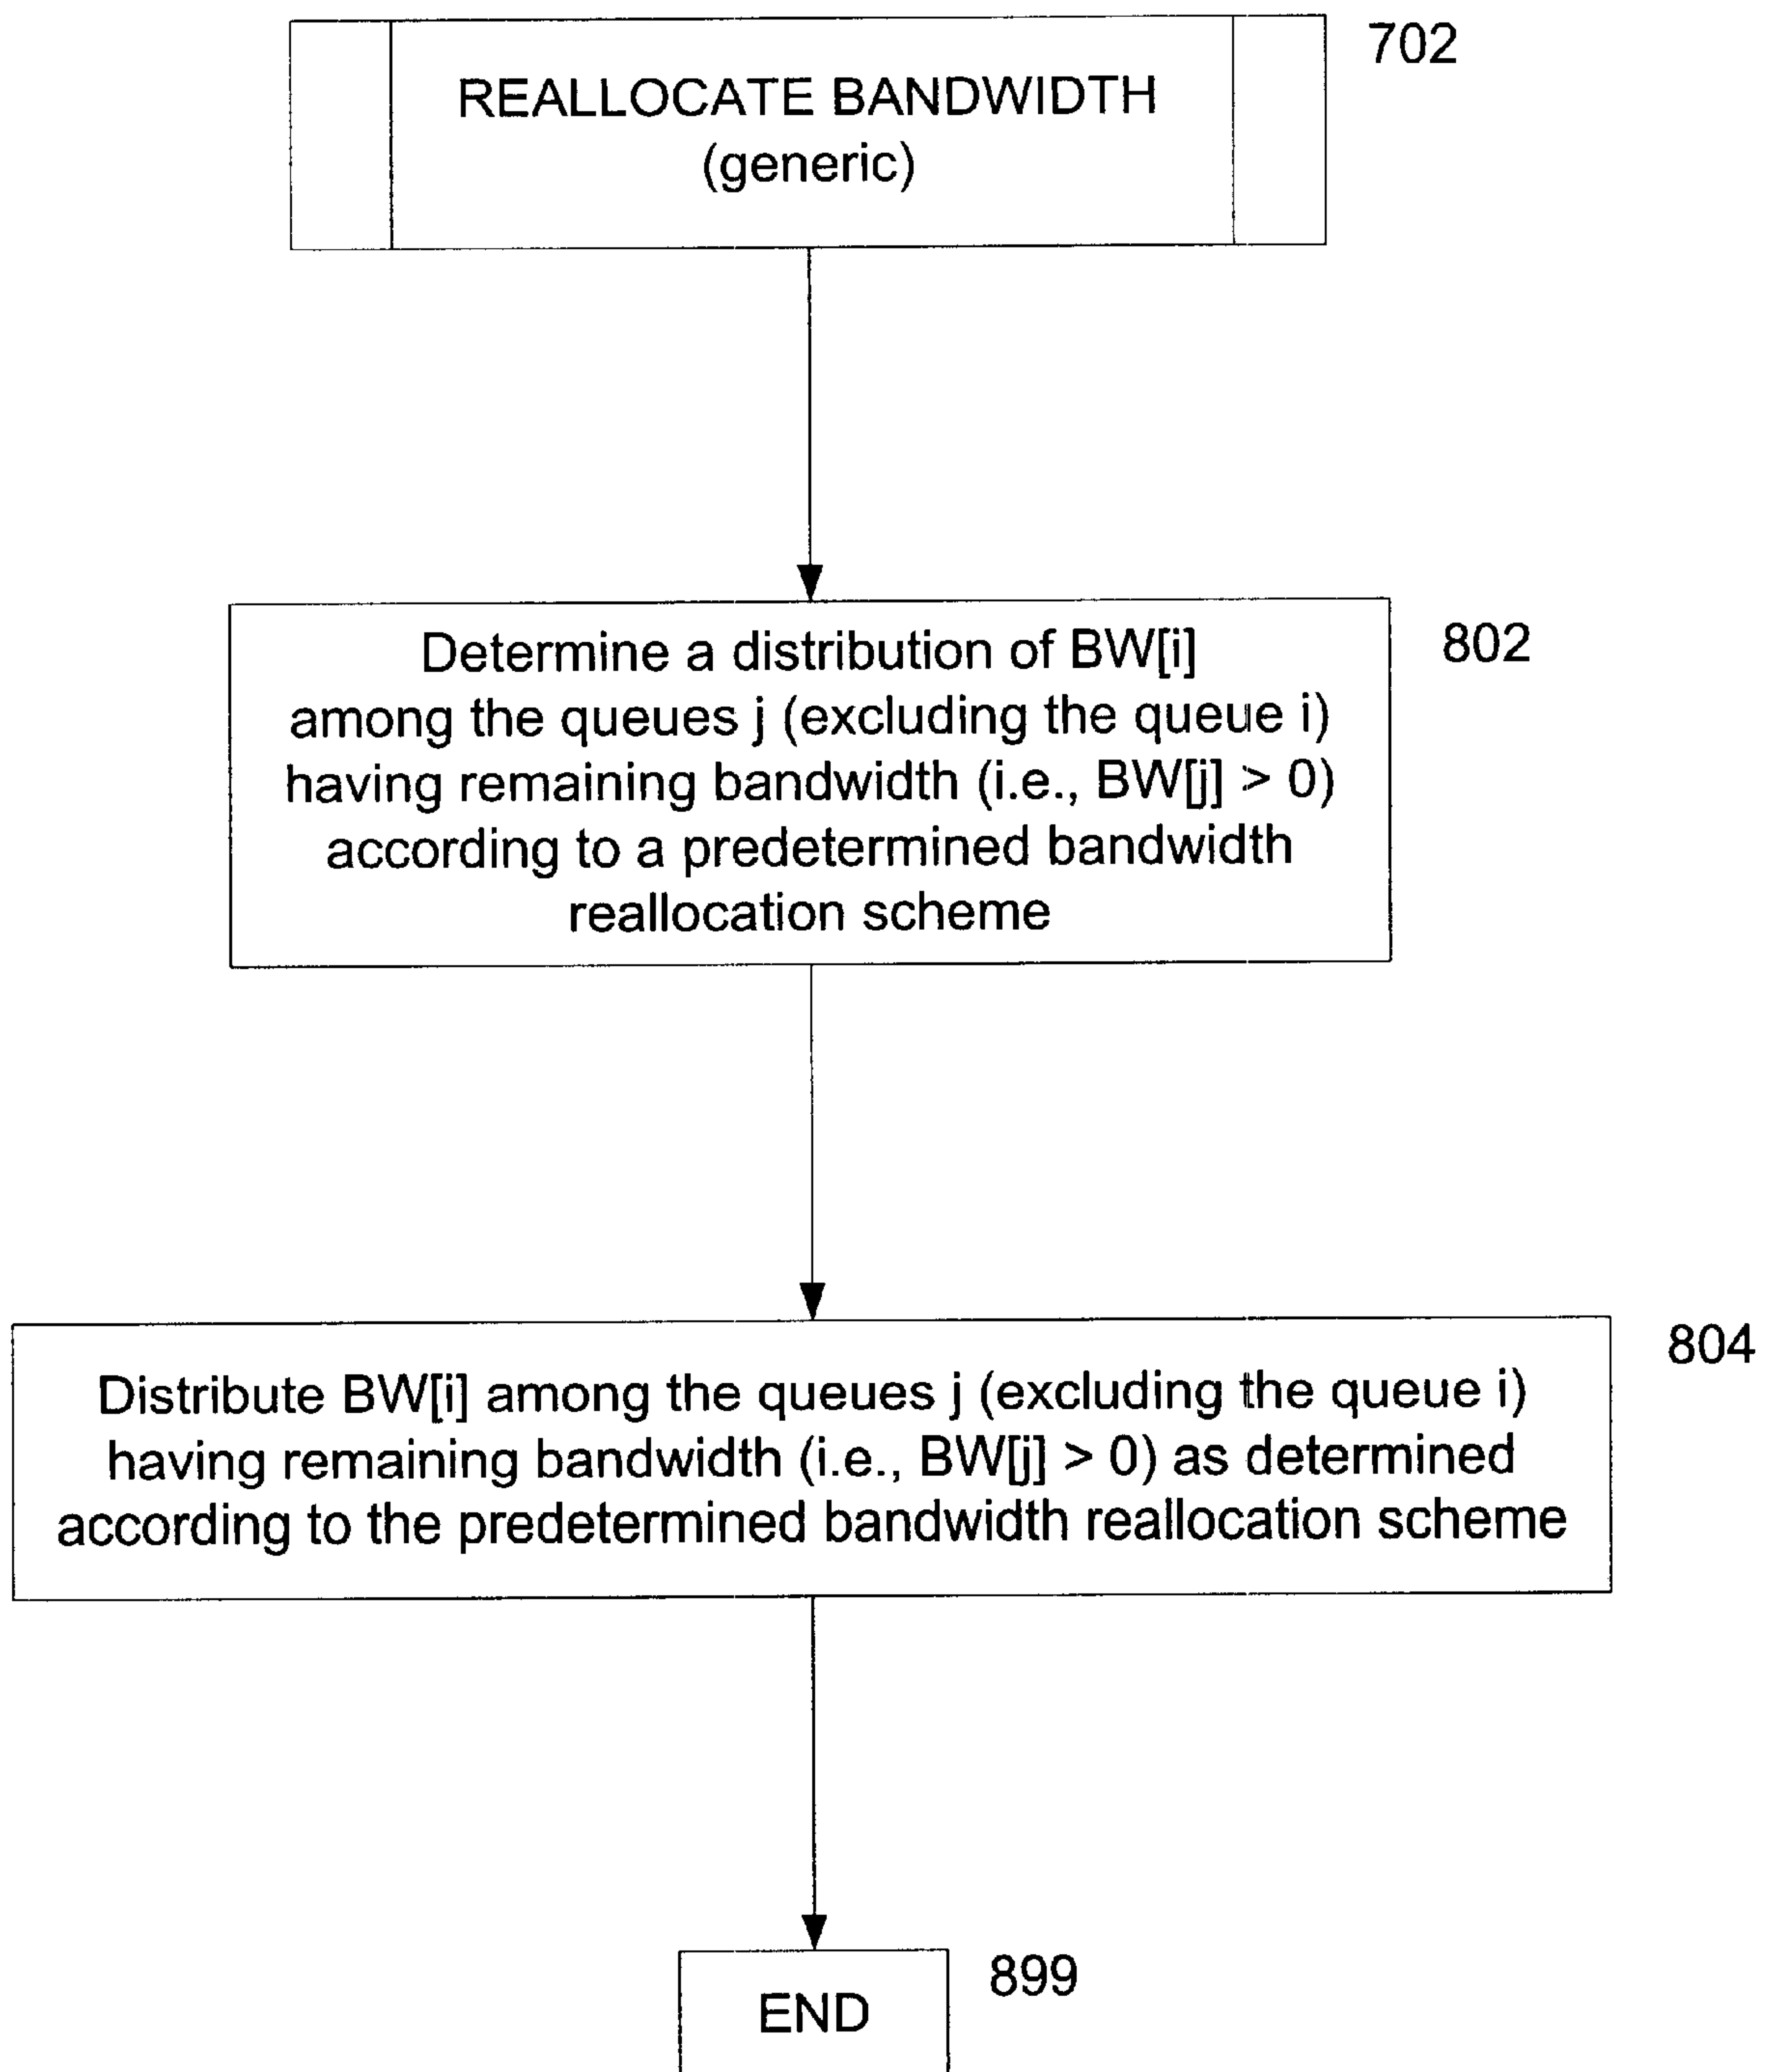 702
REALLOCATE BANDWIDTH
(generic)
802
Determine a distribution of BW[i]
among the queues j (excluding the queue i)
having remaining bandwidth (i.e., BW[j] > 0)
according to a predetermined bandwidth
reallocation scheme
804
Distribute BW[i] among the queues j (excluding the queue i)
having remaining bandwidth (i.e., BW[j] > 0) as determined
according to the predetermined bandwidth reallocation scheme
899
END